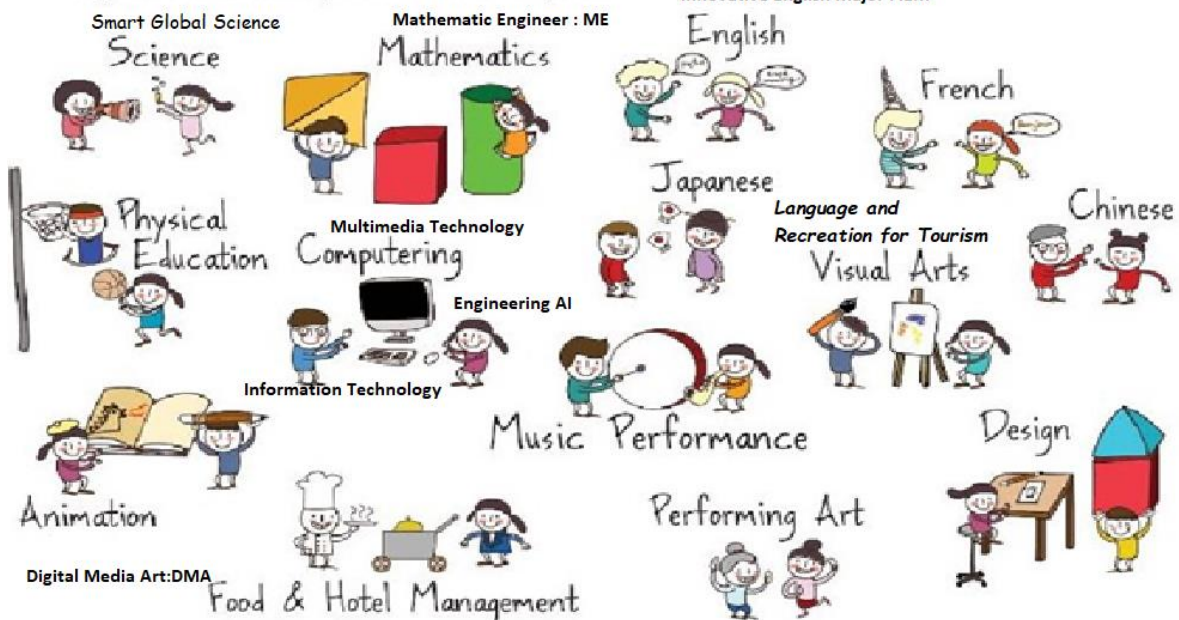 Smart Global Science
Science
Mathematic Engineer : ME
Mathematics
English
French
Physical
Education
Multimedia Technology
Computering
Engineering AI
Information Technology
Japanese
Language and
Recreation for Tourism
Visual Arts
Chinese
Animation
Digital Media Art:DMA
Music Performance
Design
???
Food & Hotel Management
Performing Art